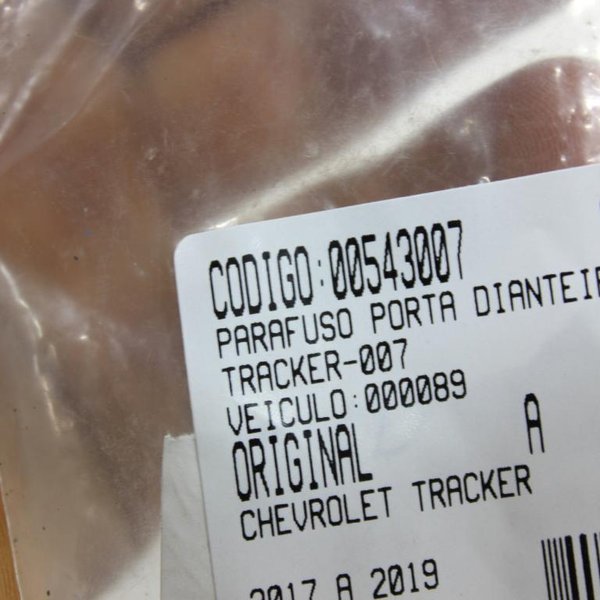 CODIGO:00543007
PARAFUSO PORTA DIANTEI
TRACKER-007
VEICULO:000089
ORIGINAL A
CHEVROLET TRACKER
2017 A 2019